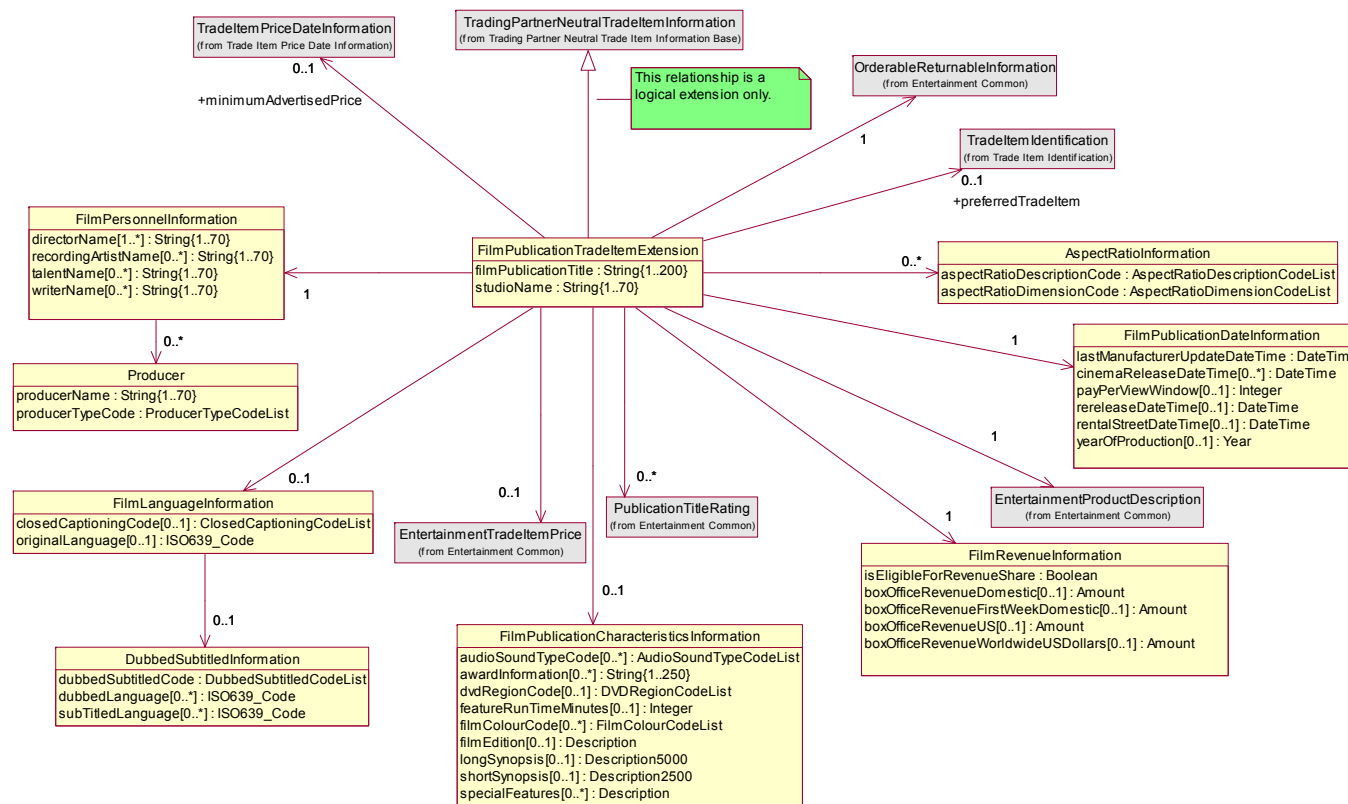 TradeItemPriceDateInformation
(from Trade Item Price Date Information)
0..1
+minimumAdvertisedPrice
TradingPartnerNeutralTradeItemInformation
(from Trading Partner Neutral Trade Item Information Base)
This relationship is a
logical extension only.
OrderableReturnableInformation
(from Entertainment Common)
1
TradeItemIdentification
(from Trade Item Identification)
0..1
+preferredTradeItem
FilmPersonnelInformation
directorName[1..*] : String{1..70}
recordingArtistName[0..*] : String{1..70}
talentName[0..*] : String{1..70}
writerName[0..*] : String{1..70}
1
FilmPublicationTradeItemExtension
filmPublicationTitle : String{1..200}
studioName : String{1..70}
0..*
AspectRatioInformation
aspectRatioDescriptionCode : AspectRatioDescriptionCodeList
aspectRatioDimensionCode : AspectRatioDimensionCodeList
0..*
Producer
producerName : String{1..70}
producerTypeCode : ProducerTypeCodeList
1
FilmPublicationDateInformation
lastManufacturerUpdateDateTime : DateTime
cinemaReleaseDateTime[0..*] : DateTime
payPerViewWindow[0..1] : Integer
rereleaseDateTime[0..1] : DateTime
rentalStreetDateTime[0..1] : DateTime
yearOfProduction[0..1] : Year
0..1
FilmLanguageInformation
closedCaptioningCode[0..1] : ClosedCaptioningCodeList
originalLanguage[0..1] : ISO639_Code
0..1
EntertainmentTradeItemPrice
(from Entertainment Common)
0..*
PublicationTitleRating
(from Entertainment Common)
1
EntertainmentProductDescription
(from Entertainment Common)
1
FilmRevenueInformation
isEligibleForRevenueShare : Boolean
boxOfficeRevenueDomestic[0..1] : Amount
boxOfficeRevenueFirstWeekDomestic[0..1] : Amount
boxOfficeRevenueUS[0..1] : Amount
boxOfficeRevenueWorldwideUSDollars[0..1] : Amount
0..1
DubbedSubtitledInformation
dubbedSubtitledCode : DubbedSubtitledCodeList
dubbedLanguage[0..*] : ISO639_Code
subTitledLanguage[0..*] : ISO639_Code
0..1
FilmPublicationCharacteristicsInformation
audioSoundTypeCode[0..*] : AudioSoundTypeCodeList
awardInformation[0..*] : String{1..250}
dvdRegionCode[0..1] : DVDRegionCodeList
featureRunTimeMinutes[0..1] : Integer
filmColourCode[0..*] : FilmColourCodeList
filmEdition[0..1] : Description
longSynopsis[0..1] : Description5000
shortSynopsis[0..1] : Description2500
specialFeatures[0..*] : Description